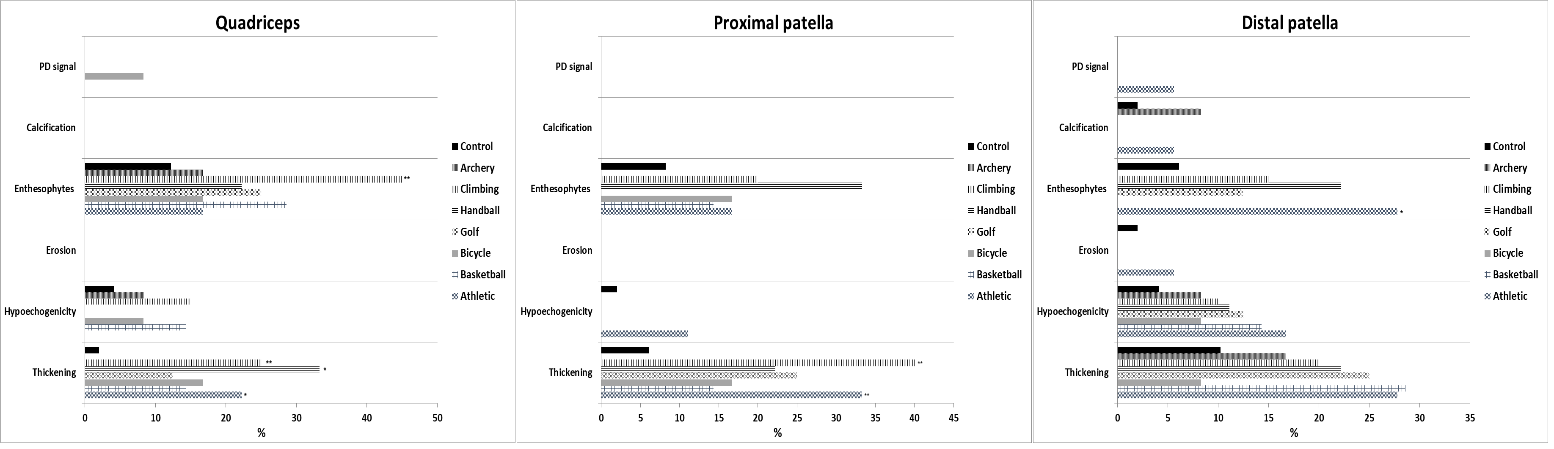 Quadriceps
PD signal
Calcification
Enthesophytes
**
Erosion
Hypoechogenicity
Thickening
**
*
*
0 10 20 30 40 50
%
Control
Archery
Climbing
Handball
Golf
Bicycle
Basketball
Athletic
Proximal patella
PD signal
Calcification
Enthesophytes
Erosion
Hypoechogenicity
Thickening
**
**
0 5 10 15 20 25 30 35 40 45
%
Control
Archery
Climbing
Handball
Golf
Bicycle
Basketball
Athletic
Distal patella
PD signal
Calcification
Enthesophytes
*
Erosion
Hypoechogenicity
Thickening
0 5 10 15 20 25 30 35
%
Control
Archery
Climbing
Handball
Golf
Bicycle
Basketball
Athletic